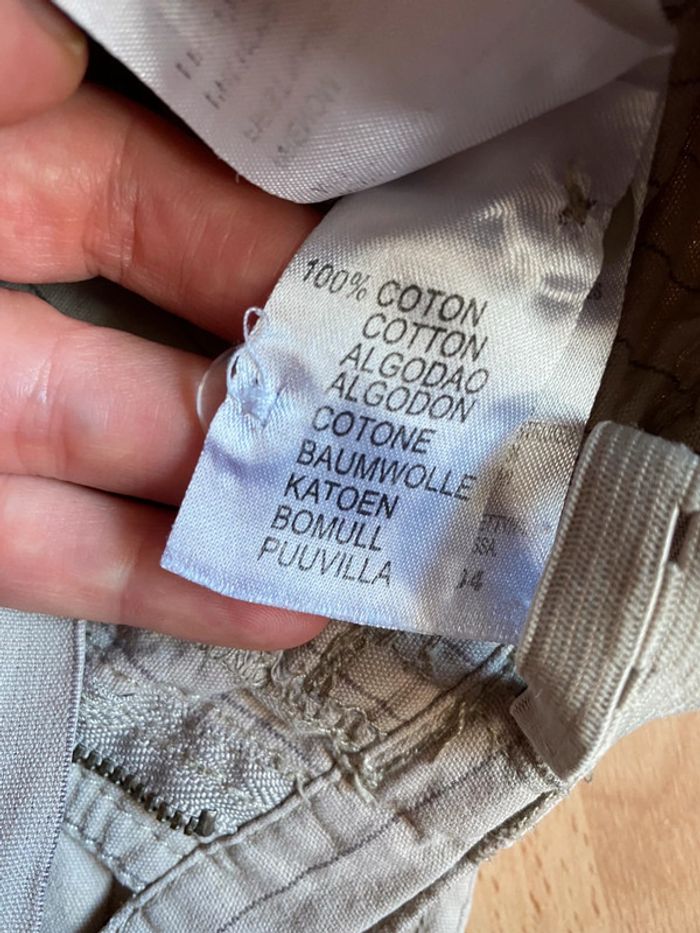 100% COTON
COTTON
ALGODAO
ALGODON
COTONE
BAUMWOLLE
KATOEN
BOMULL
PUUVILLA